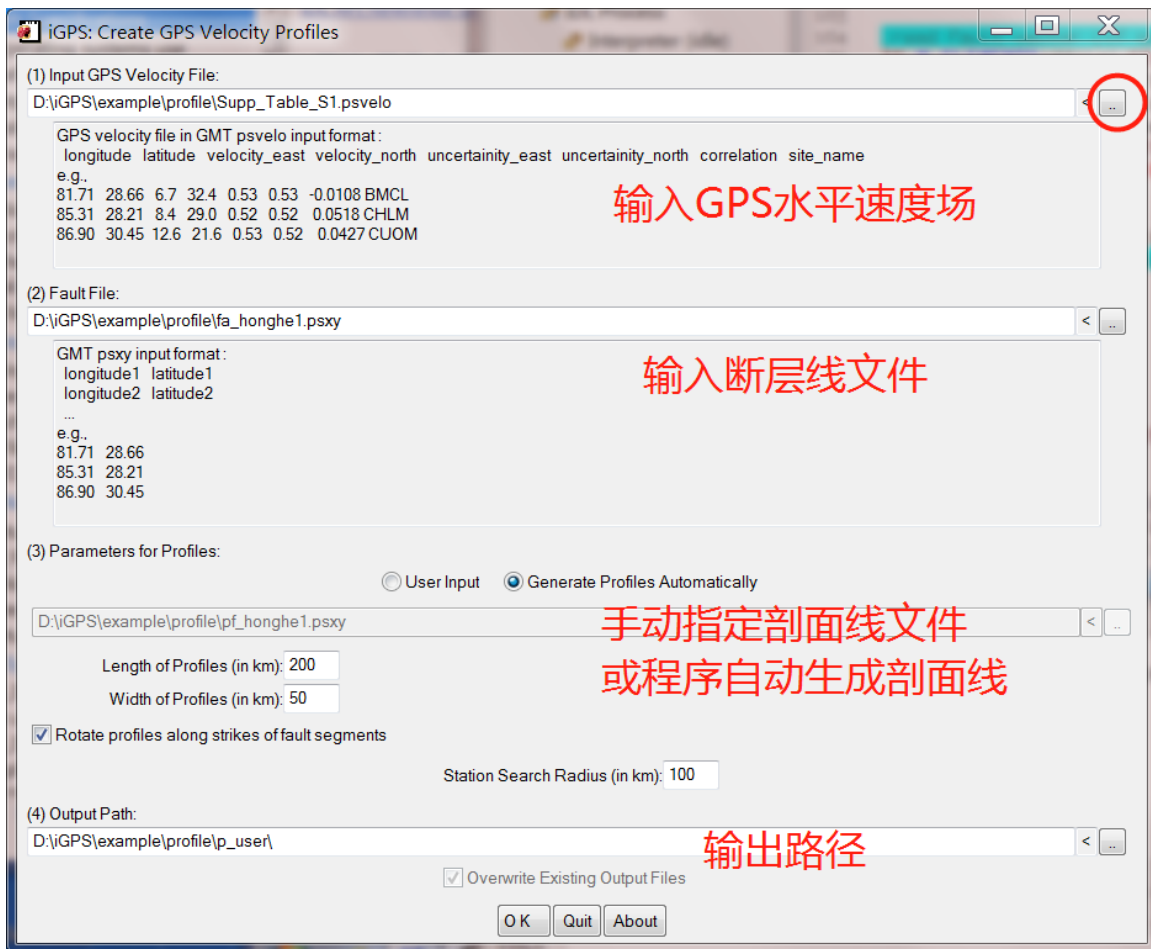 iGPS: Create GPS Velocity Profiles
(1) Input GPS Velocity File:
D:\iGPS\example\profile\Supp_Table_S1.psvelo
<
..
GPS velocity file in GMT psvelo input format :
longitude latitude velocity_east velocity_north uncertainity_east uncertainity_north correlation site_name
e.g.,
81.71 28.66 6.7 32.4 0.53 0.53 -0.0108 BMCL
85.31 28.21 8.4 29.0 0.52 0.52 0.0518 CHLM
86.90 30.45 12.6 21.6 0.53 0.52 0.0427 CUOM
输入GPS水平速度场
(2) Fault File:
D:\iGPS\example\profile\fa_honghe1.psxy
<
..
GMT psxy input format :
longitude1 latitude1
longitude2 latitude2
...
e.g.,
81.71 28.66
85.31 28.21
86.90 30.45
输入断层线文件
(3) Parameters for Profiles:
User Input Generate Profiles Automatically
D:\iGPS\example\profile\pf_honghe1.psxy
<
..
手动指定剖面线文件
或程序自动生成剖面线
Length of Profiles (in km): 200
Width of Profiles (in km): 50
Rotate profiles along strikes of fault segments
Station Search Radius (in km): 100
(4) Output Path:
D:\iGPS\example\profile\p_user\
<
..
输出路径
Overwrite Existing Output Files
O K Quit About